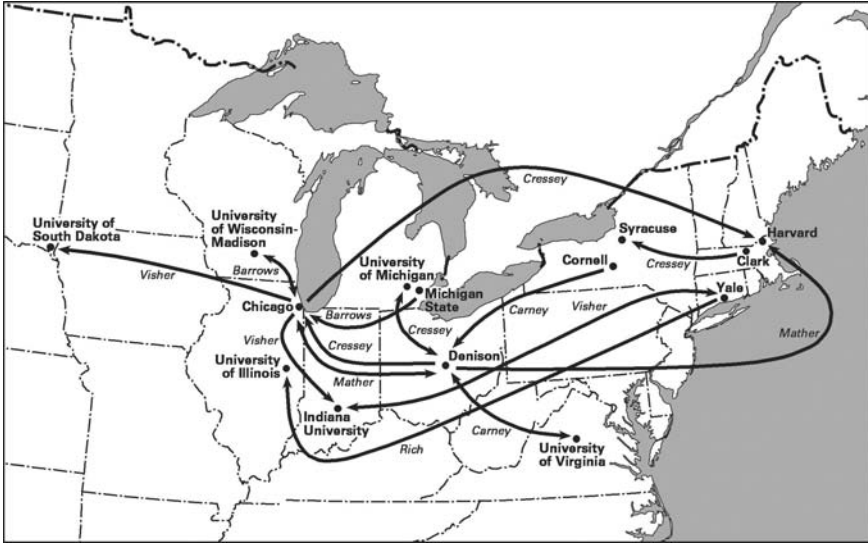 Cressey
University of
South Dakota
University
of Wisconsin-
Madison
Syracuse
Harvard
Visher
Barrows
University
of Michigan
Cornell
Cressey
Clark
Chicago
Barrows
Michigan
State
Carney
Visher
Yale
Visher
Cressey
Cressey
Denison
Mather
University
of Illinois
Mather
Indiana
University
Rich
Carney
University
of Virginia